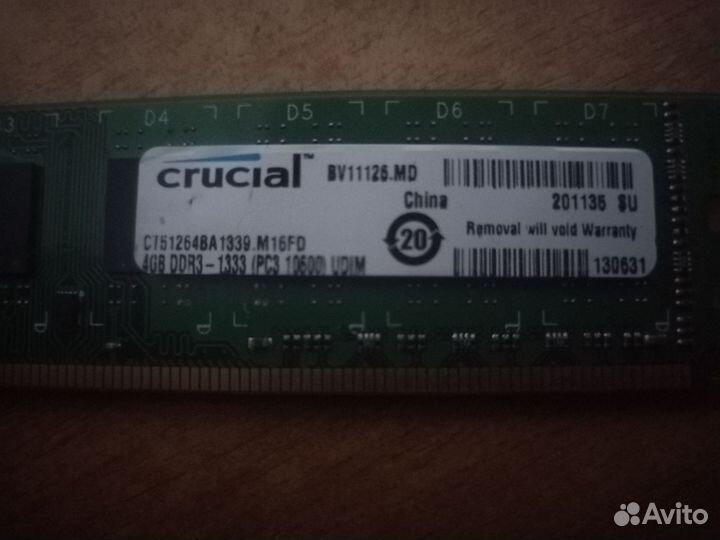 D4 D5 D6 D7
crucial™
BV11126.MD
China
201135 SU
20
Removal will void Warranty
CT51264BA1339.M16FD
4GB DDR3-1333 (PC3 10600) UDIM
130631
Avito